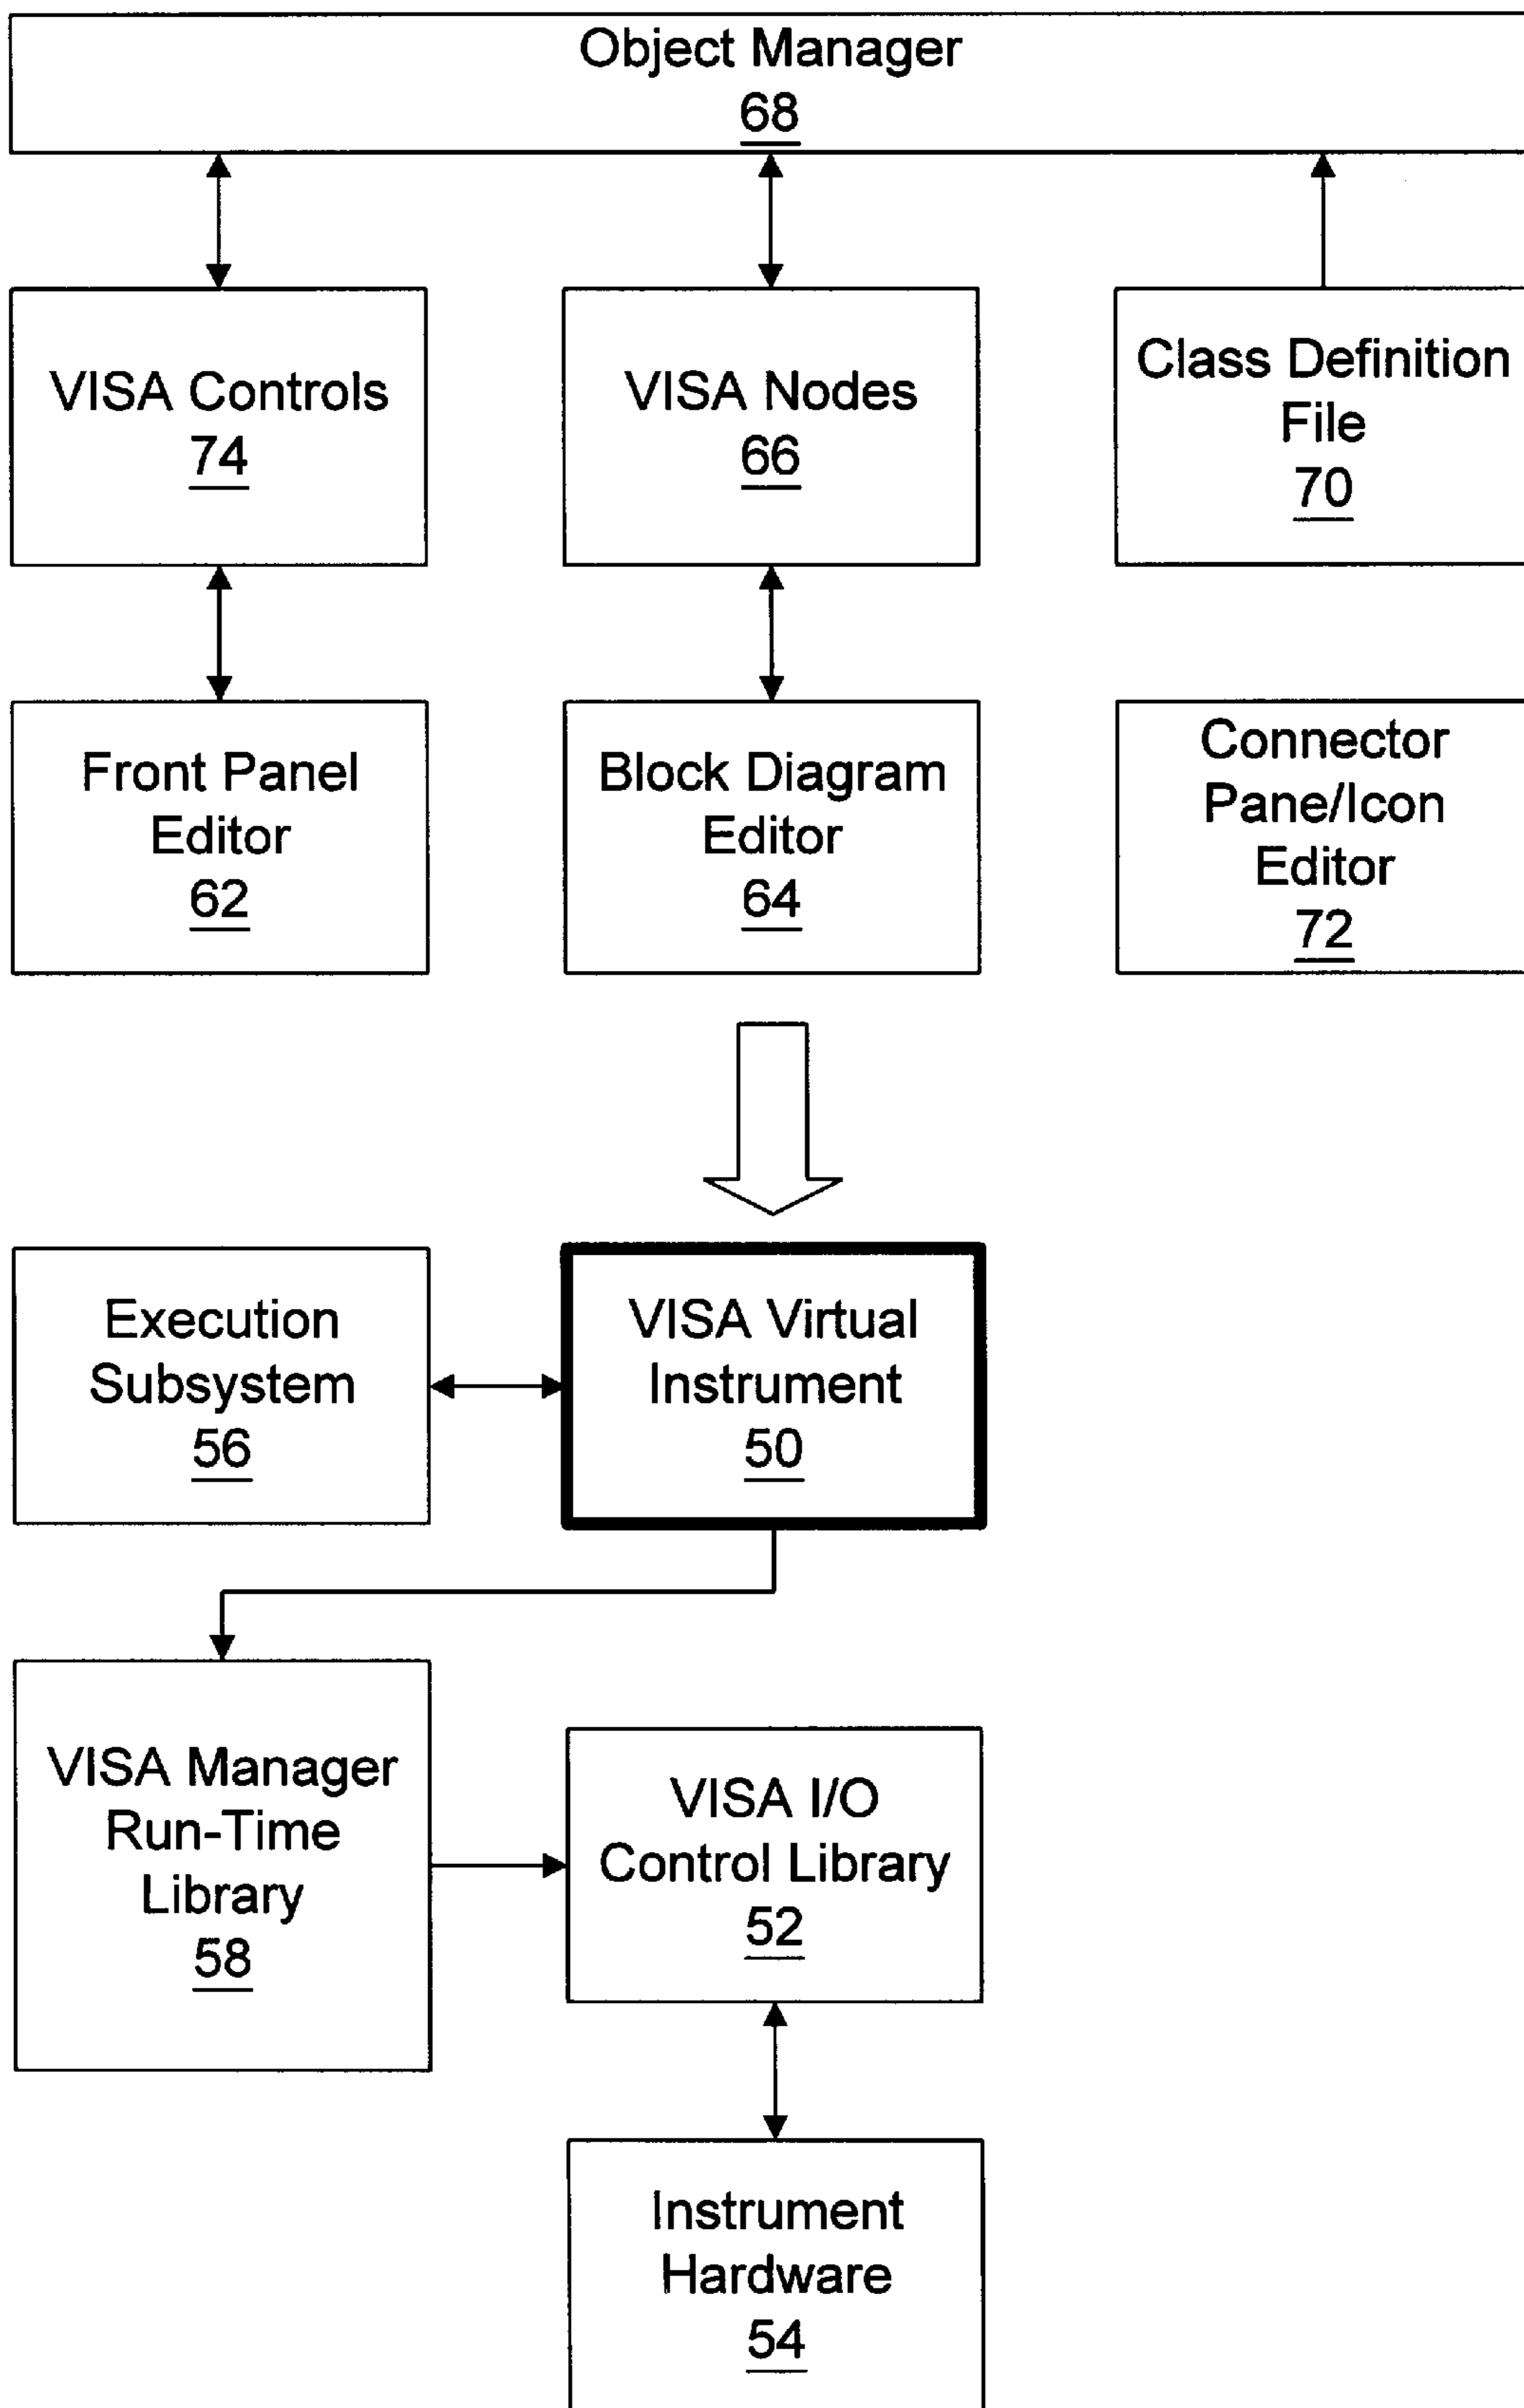 Object Manager
68
VISA Controls
74
VISA Nodes
66
Class Definition
File
70
Front Panel
Editor
62
Block Diagram
Editor
64
Connector
Pane/Icon
Editor
72
Execution
Subsystem
56
VISA Virtual
Instrument
50
VISA Manager
Run-Time
Library
58
VISA I/O
Control Library
52
Instrument
Hardware
54